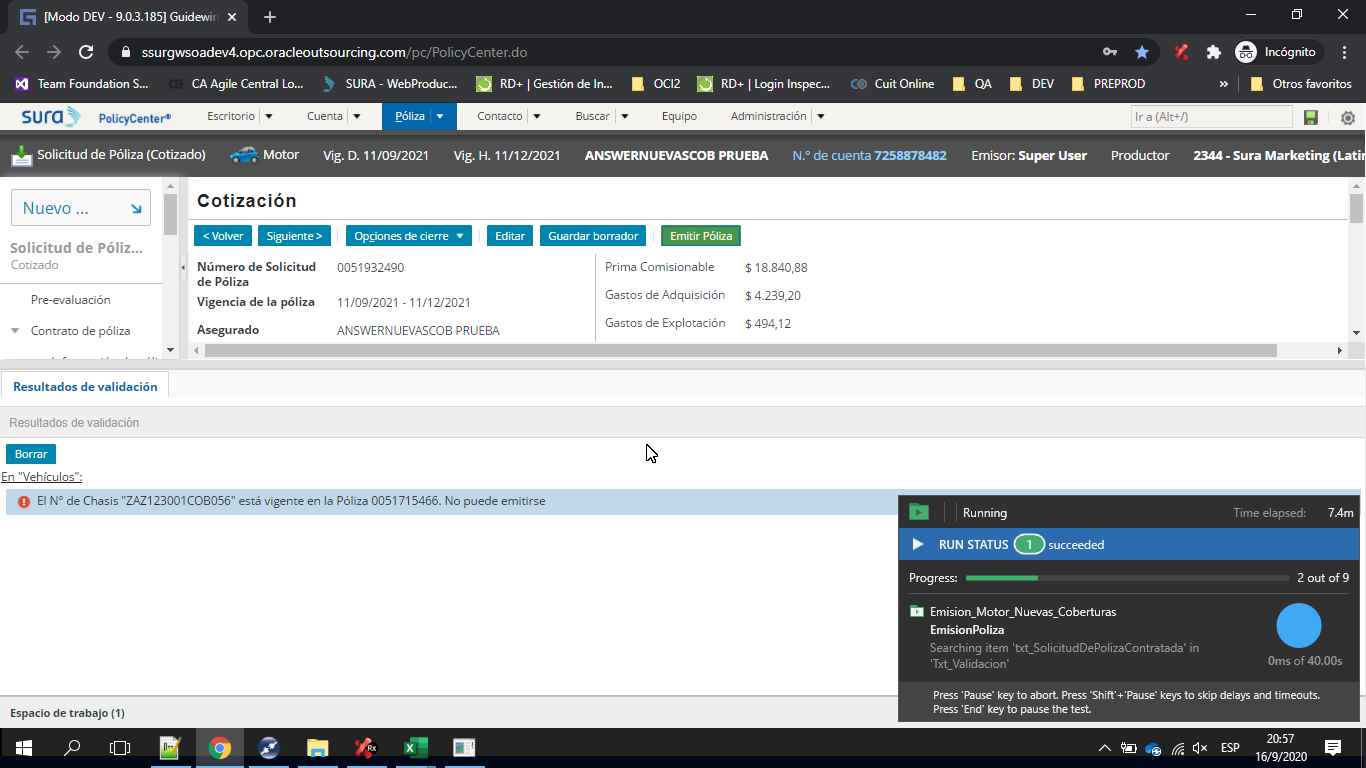 [Modo DEV - 9.0.3.185] Guidewir
ssurgwsoadev4.opc.oracleoutsourcing.com/pc/PolicyCenter.do
Incógnito
Team Foundation S...
CA Agile Central Lo...
SURA - WebProduc...
RD+ | Gestión de In...
OCI2
RD+ | Login Inspec...
Cuit Online
QA
DEV
PREPROD
»
Otros favoritos
sura PolicyCenter®
Escritorio
Cuenta
Póliza
Contacto
Buscar
Equipo
Administración
Ir a (Alt+/)
Solicitud de Póliza (Cotizado)
Motor
Vig. D. 11/09/2021
Vig. H. 11/12/2021
ANSWERNUEVASCOB PRUEBA
N.º de cuenta 7258878482
Emisor: Super User
Productor
2344 - Sura Marketing (Latin
Nuevo ...
Solicitud de Póliz...
Cotizado
Pre-evaluación
Contrato de póliza
Cotización
< Volver
Siguiente >
Opciones de cierre
Editar
Guardar borrador
Emitir Póliza
Número de Solicitud de Póliza 0051932490
Vigencia de la póliza 11/09/2021 - 11/12/2021
Asegurado ANSWERNUEVASCOB PRUEBA
Prima Comisionable $ 18.840,88
Gastos de Adquisición $ 4.239,20
Gastos de Explotación $ 494,12
Resultados de validación
Resultados de validación
Borrar
En "Vehículos":
El N° de Chasis "ZAZ123001COB056" está vigente en la Póliza 0051715466. No puede emitirse
Running
Time elapsed: 7.4m
RUN STATUS 1 succeeded
Progress: 2 out of 9
Emision_Motor_Nuevas_Coberturas
EmisionPoliza
Searching item 'txt_SolicitudDePolizaContratada' in
'Txt_Validacion'
0ms of 40.00s
Press 'Pause' key to abort. Press 'Shift'+'Pause' keys to skip delays and timeouts.
Press 'End' key to pause the test.
Espacio de trabajo (1)
ESP
20:57
16/9/2020